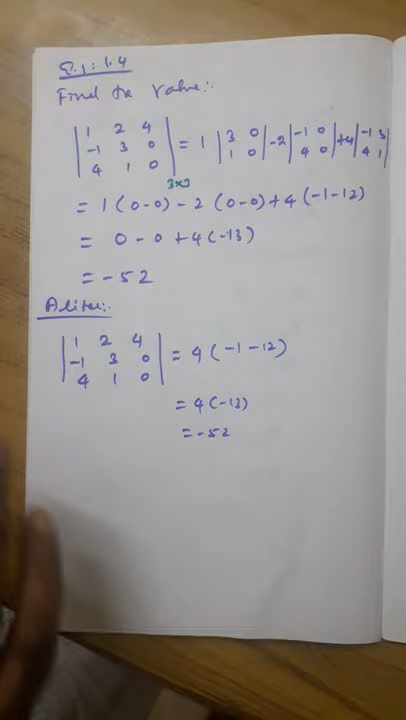 Eg: 1.4
Find the value:
| 1 2 4 |
| -1 3 0 | = 1 | 3 0 | -2 | -1 0 | +4 | -1 3 |
| 4 1 0 | | 1 0 | | 4 0 | | 4 1 |
3x3
= 1 (0-0) - 2 (0-0) + 4 (-1-12)
= 0 - 0 + 4 (-13)
= -52
Aliter:
| 1 2 4 |
| -1 3 0 | = 4 (-1 -12)
| 4 1 0 |
= 4 (-13)
= -52